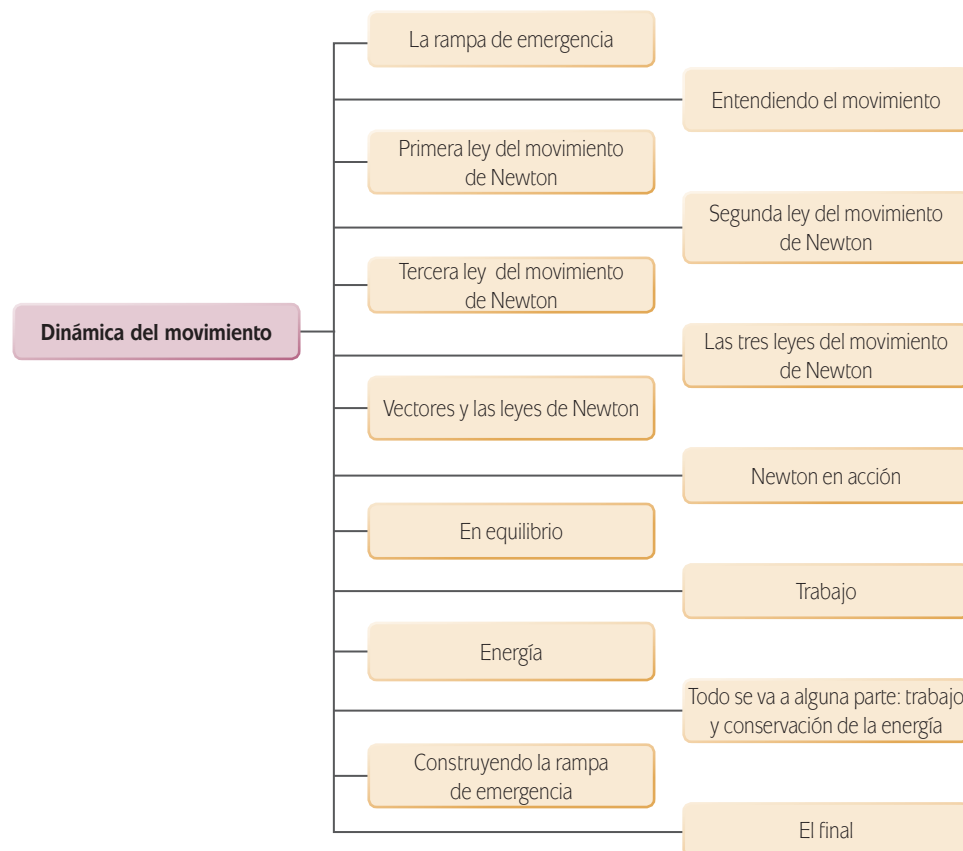 La rampa de emergencia
Entendiendo el movimiento
Primera ley del movimiento
de Newton
Segunda ley del movimiento
de Newton
Tercera ley del movimiento
de Newton
Dinámica del movimiento
Las tres leyes del movimiento
de Newton
Vectores y las leyes de Newton
Newton en acción
En equilibrio
Trabajo
Energía
Todo se va a alguna parte: trabajo
y conservación de la energía
Construyendo la rampa
de emergencia
El final